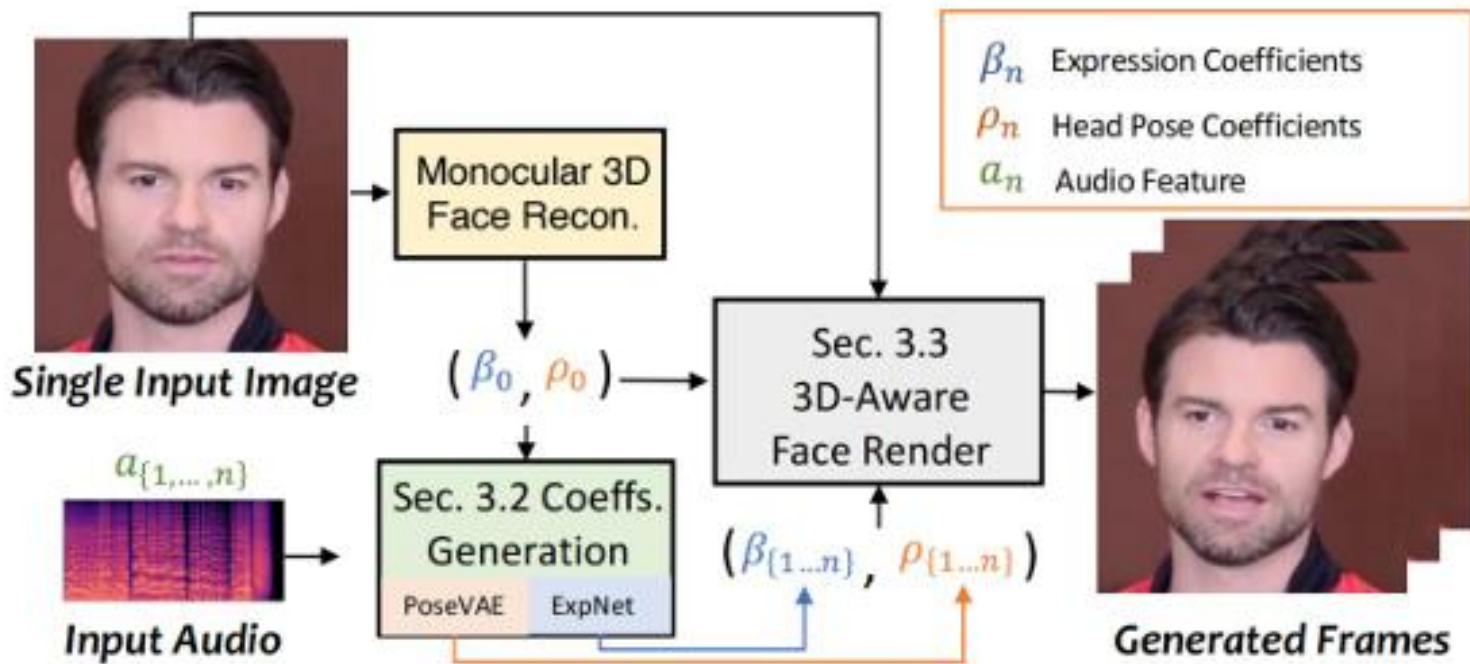 βₙ Expression Coefficients
ρₙ Head Pose Coefficients
aₙ Audio Feature
Monocular 3D
Face Recon.
Single Input Image
(β₀, ρ₀)
Sec. 3.3
3D-Aware
Face Render
a{1,...,n}
Sec. 3.2 Coeffs.
Generation
PoseVAE ExpNet
(β{1...n}, ρ{1...n})
Input Audio
Generated Frames